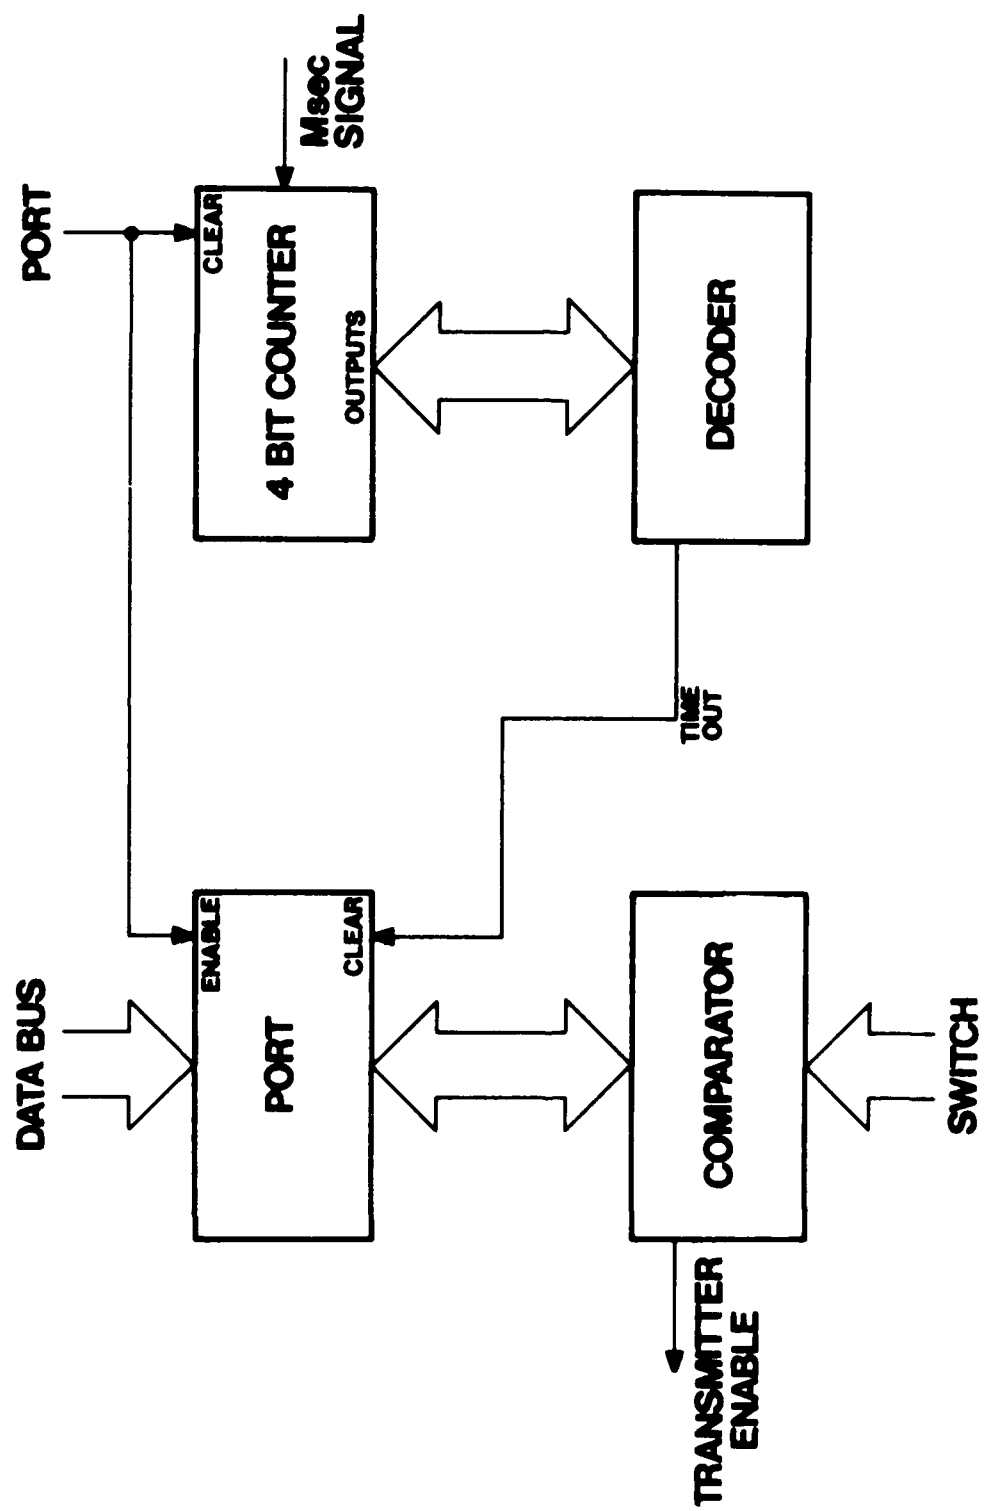 DATA BUS
PORT
ENABLE
CLEAR
PORT
4 BIT COUNTER
Msec
SIGNAL
CLEAR
OUTPUTS
TIME
OUT
TRANSMITTER
ENABLE
COMPARATOR
DECODER
SWITCH